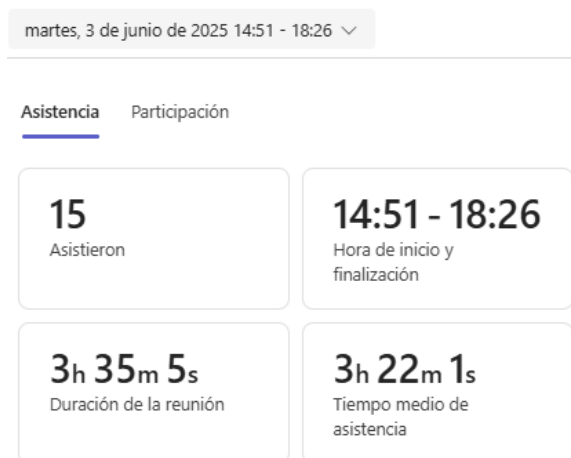 martes, 3 de junio de 2025 14:51 - 18:26
Asistencia Participación
15
Asistieron
14:51 - 18:26
Hora de inicio y
finalización
3h 35m 5s
Duración de la reunión
3h 22m 1s
Tiempo medio de
asistencia